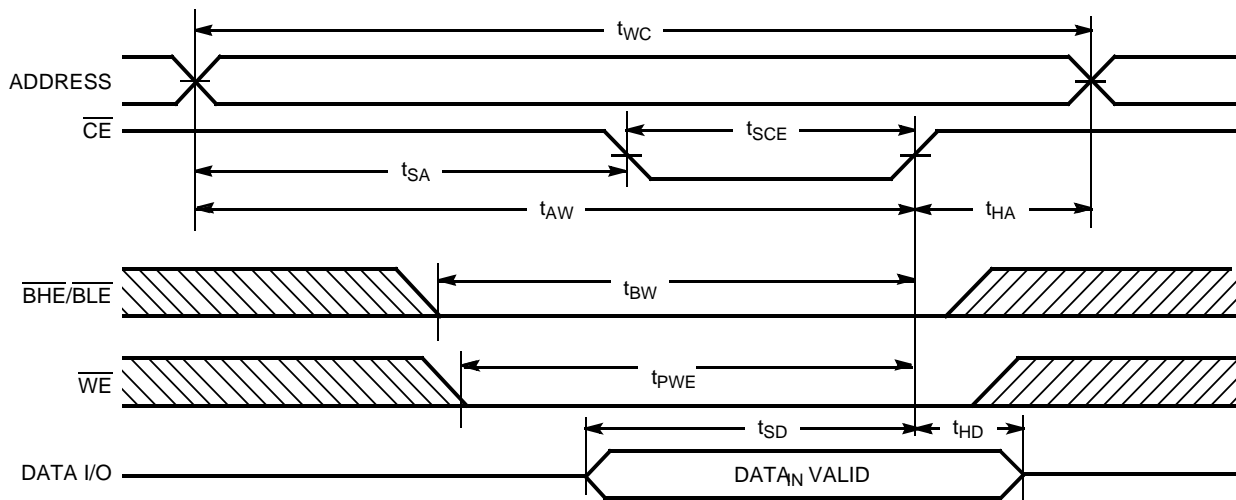 tWC
ADDRESS
CE
tSCE
tSA
tAW
tHA
BHE/BLE
tBW
WE
tPWE
tSD
tHD
DATA I/O
DATAIN VALID